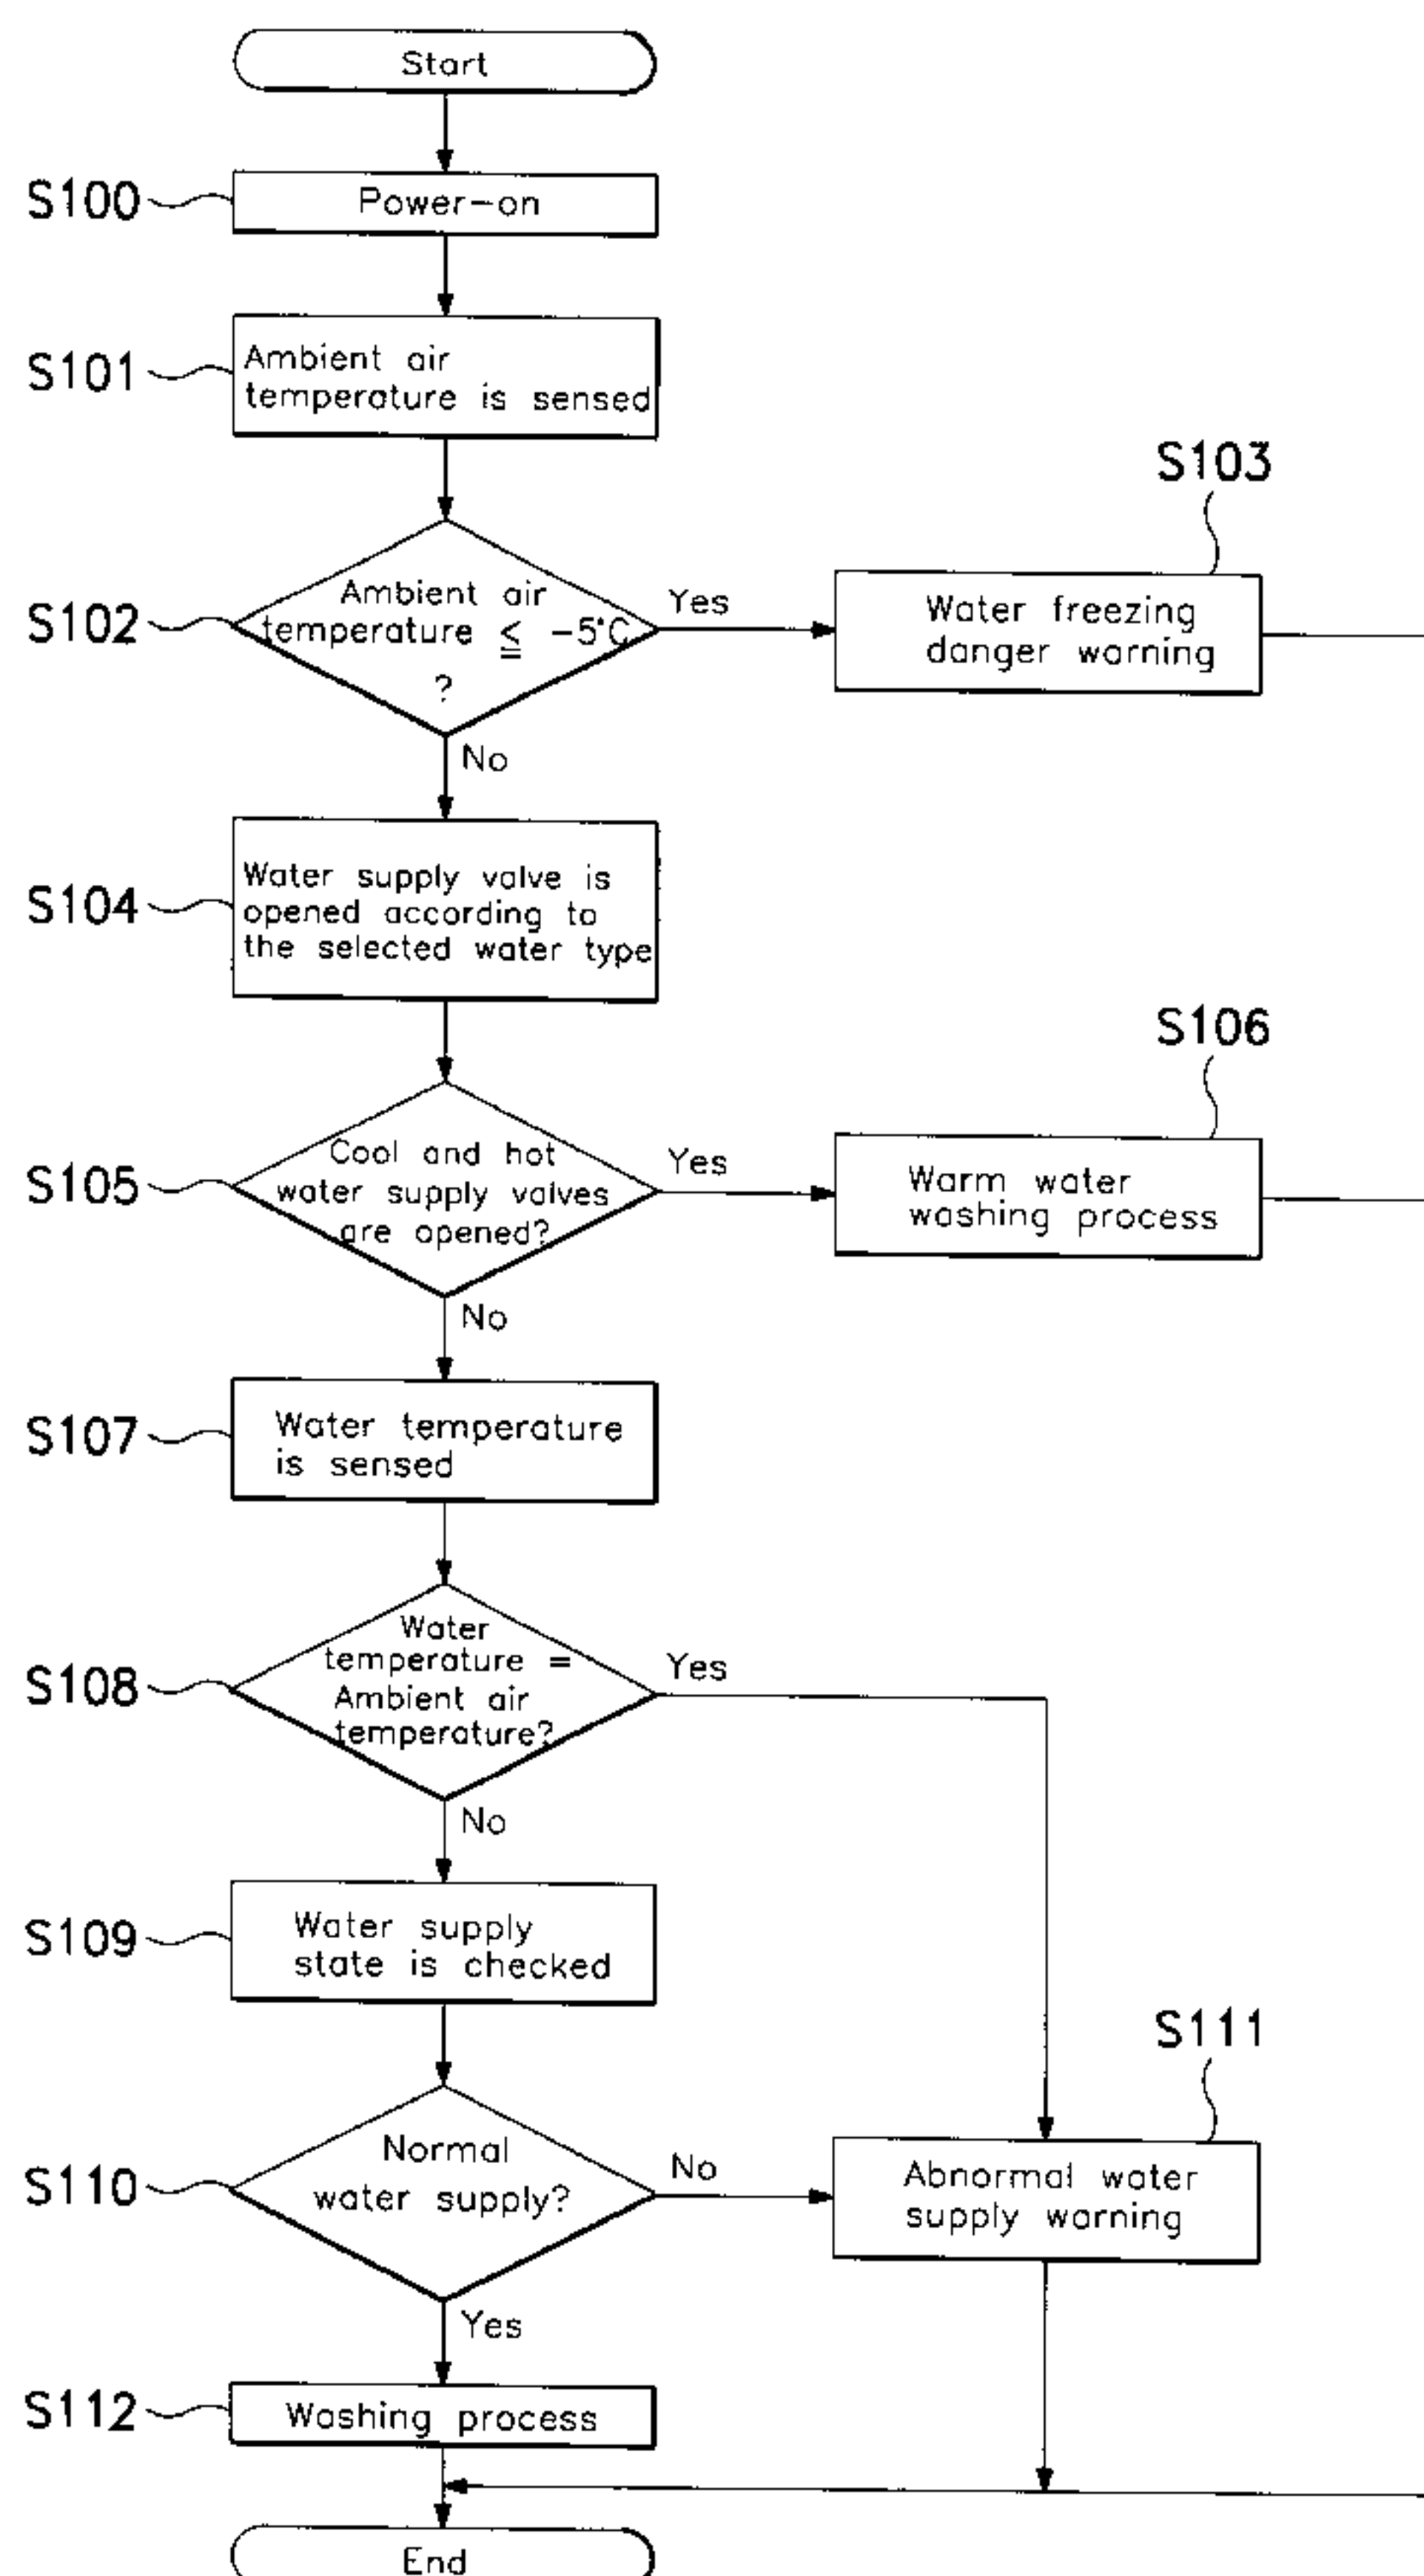 Start
S100
Power-on
S101
Ambient air
temperature is sensed
S103
S102
Ambient air
temperature ≦ -5°C
?
Yes
Water freezing
danger warning
No
S104
Water supply valve is
opened according to
the selected water type
S106
S105
Cool and hot
water supply valves
are opened?
Yes
Warm water
washing process
No
S107
Water temperature
is sensed
S108
Water
temperature =
Ambient air
temperature?
Yes
No
S109
Water supply
state is checked
S111
S110
Normal
water supply?
No
Abnormal water
supply warning
Yes
S112
Washing process
End